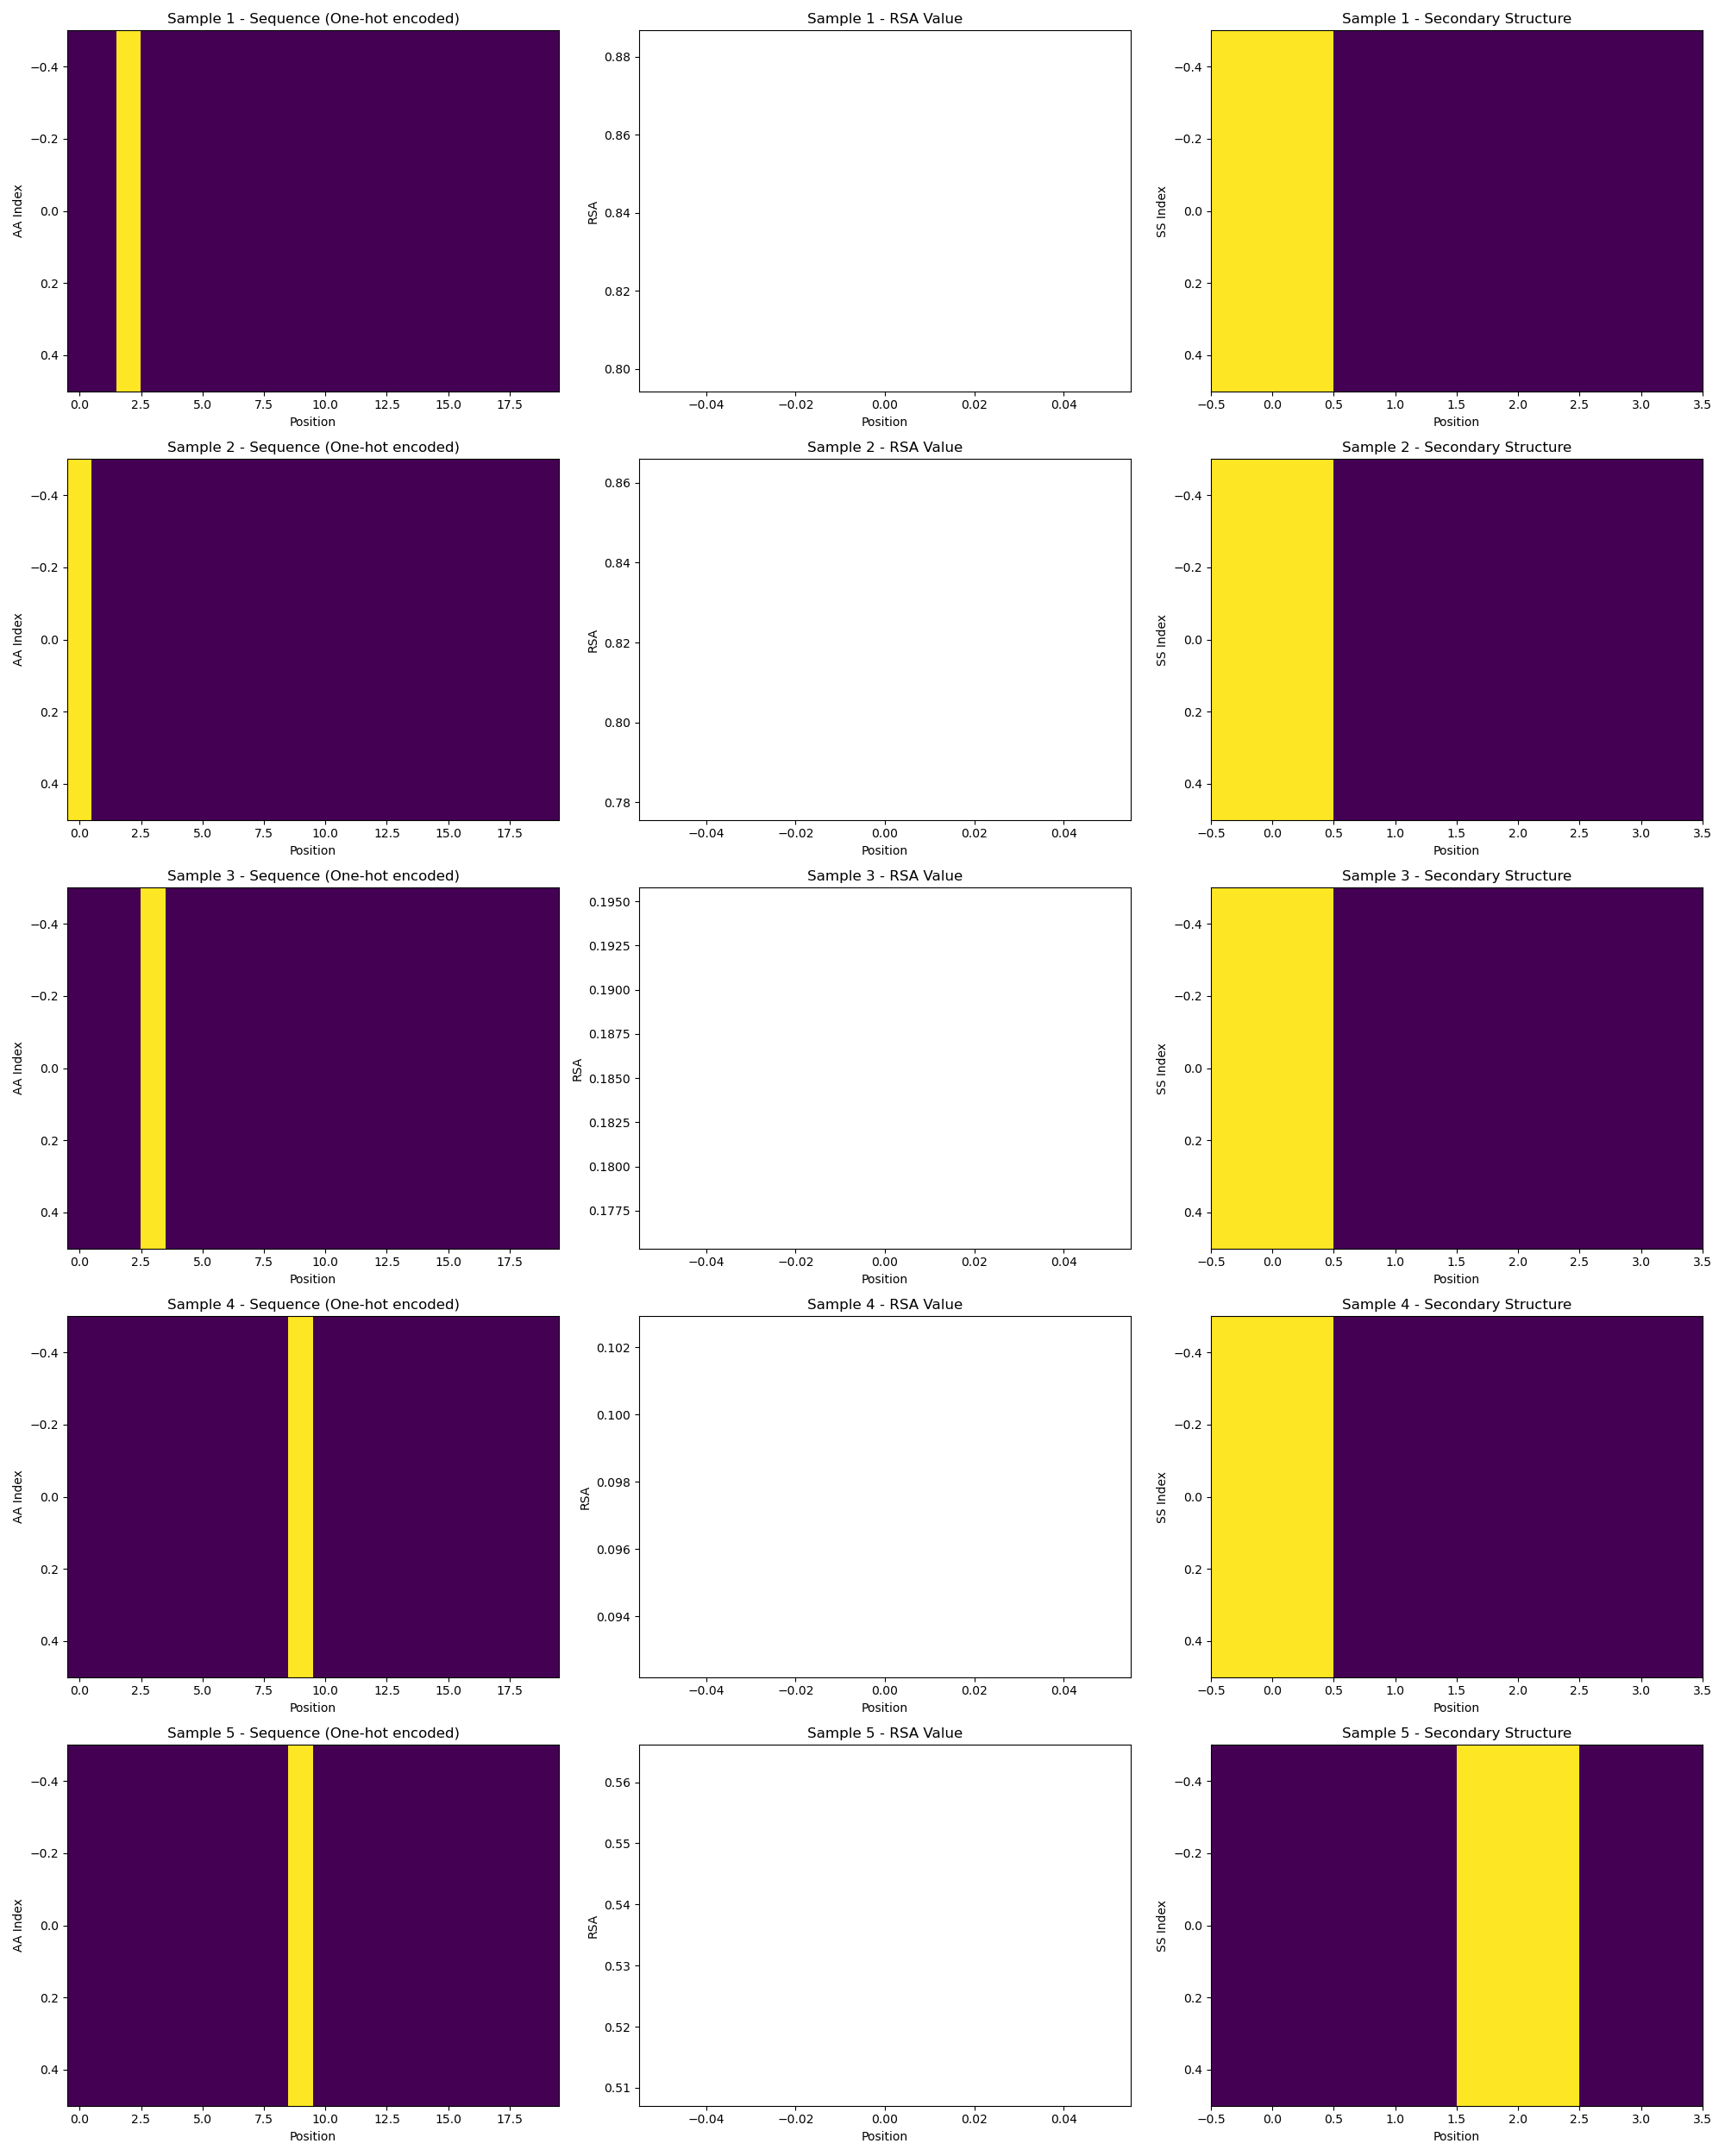 Sample 1 - Sequence (One-hot encoded)
AA Index
−0.4
−0.2
0.0
0.2
0.4
0.0 2.5 5.0 7.5 10.0 12.5 15.0 17.5
Position
Sample 1 - RSA Value
RSA
0.88
0.86
0.84
0.82
0.80
−0.04 −0.02 0.00 0.02 0.04
Position
Sample 1 - Secondary Structure
SS Index
−0.4
−0.2
0.0
0.2
0.4
−0.5 0.0 0.5 1.0 1.5 2.0 2.5 3.0 3.5
Position
Sample 2 - Sequence (One-hot encoded)
AA Index
−0.4
−0.2
0.0
0.2
0.4
0.0 2.5 5.0 7.5 10.0 12.5 15.0 17.5
Position
Sample 2 - RSA Value
RSA
0.86
0.84
0.82
0.80
0.78
−0.04 −0.02 0.00 0.02 0.04
Position
Sample 2 - Secondary Structure
SS Index
−0.4
−0.2
0.0
0.2
0.4
−0.5 0.0 0.5 1.0 1.5 2.0 2.5 3.0 3.5
Position
Sample 3 - Sequence (One-hot encoded)
AA Index
−0.4
−0.2
0.0
0.2
0.4
0.0 2.5 5.0 7.5 10.0 12.5 15.0 17.5
Position
Sample 3 - RSA Value
RSA
0.1950
0.1925
0.1900
0.1875
0.1850
0.1825
0.1800
0.1775
−0.04 −0.02 0.00 0.02 0.04
Position
Sample 3 - Secondary Structure
SS Index
−0.4
−0.2
0.0
0.2
0.4
−0.5 0.0 0.5 1.0 1.5 2.0 2.5 3.0 3.5
Position
Sample 4 - Sequence (One-hot encoded)
AA Index
−0.4
−0.2
0.0
0.2
0.4
0.0 2.5 5.0 7.5 10.0 12.5 15.0 17.5
Position
Sample 4 - RSA Value
RSA
0.102
0.100
0.098
0.096
0.094
−0.04 −0.02 0.00 0.02 0.04
Position
Sample 4 - Secondary Structure
SS Index
−0.4
−0.2
0.0
0.2
0.4
−0.5 0.0 0.5 1.0 1.5 2.0 2.5 3.0 3.5
Position
Sample 5 - Sequence (One-hot encoded)
AA Index
−0.4
−0.2
0.0
0.2
0.4
0.0 2.5 5.0 7.5 10.0 12.5 15.0 17.5
Position
Sample 5 - RSA Value
RSA
0.56
0.55
0.54
0.53
0.52
0.51
−0.04 −0.02 0.00 0.02 0.04
Position
Sample 5 - Secondary Structure
SS Index
−0.4
−0.2
0.0
0.2
0.4
−0.5 0.0 0.5 1.0 1.5 2.0 2.5 3.0 3.5
Position